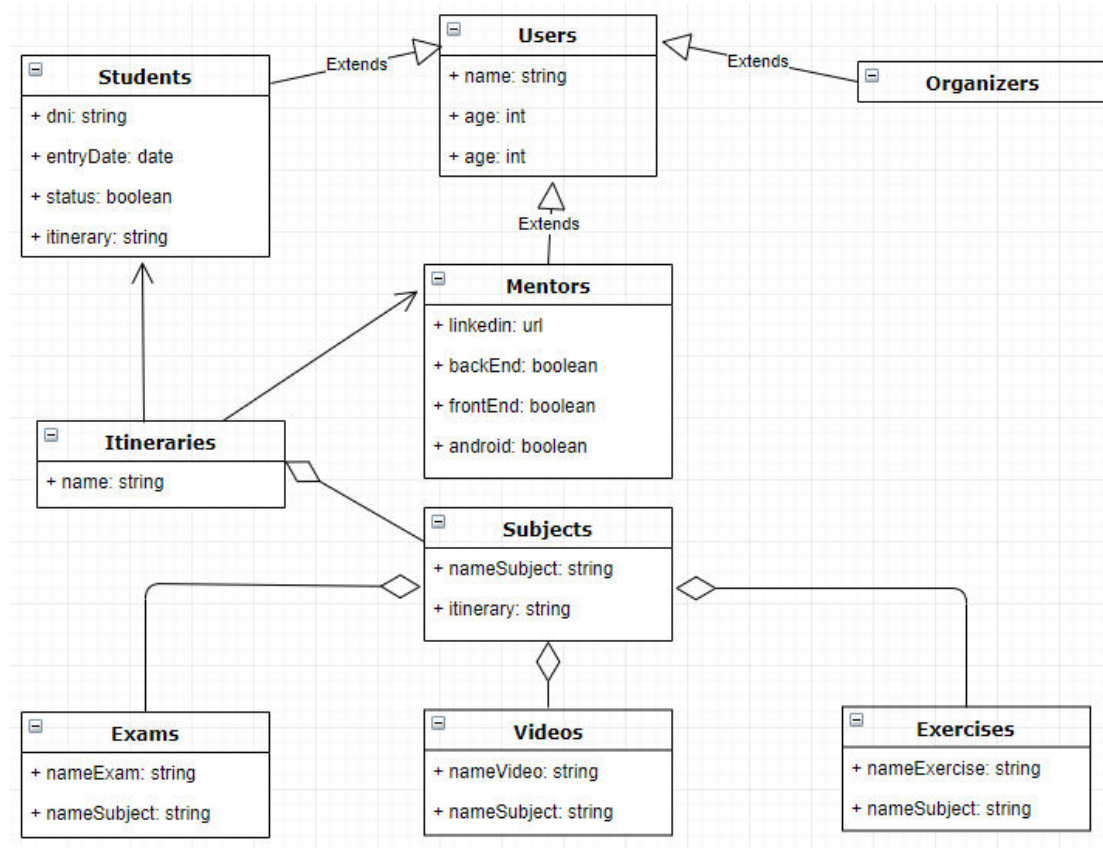 Users
+ name: string
+ age: int
+ age: int
Extends
Extends
Students
+ dni: string
+ entryDate: date
+ status: boolean
+ itinerary: string
Organizers
Extends
Mentors
+ linkedin: url
+ backEnd: boolean
+ frontEnd: boolean
+ android: boolean
Itineraries
+ name: string
Subjects
+ nameSubject: string
+ itinerary: string
Exams
+ nameExam: string
+ nameSubject: string
Videos
+ nameVideo: string
+ nameSubject: string
Exercises
+ nameExercise: string
+ nameSubject: string